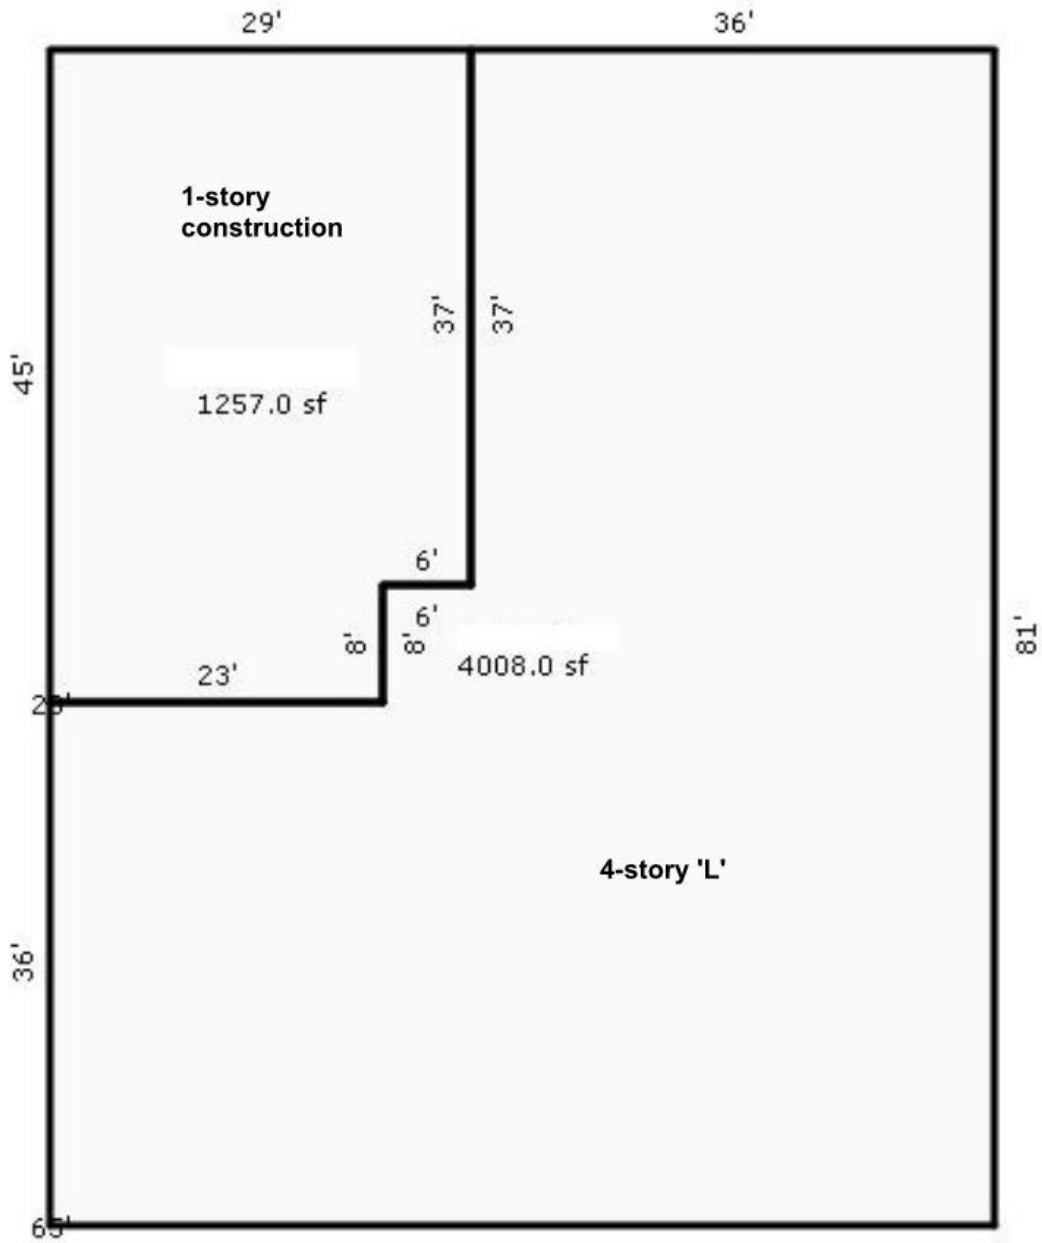 29'
36'
1-story
construction
37'
37'
45'
1257.0 sf
6'
6'
8'
8'
4008.0 sf
81'
23'
4-story 'L'
36'